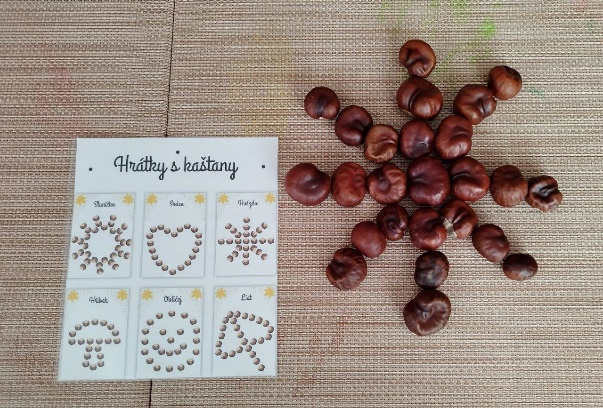 Hrátky s kaštany
Sluníčko
Srdce
Hvězda
Hříbek
Obličej
List